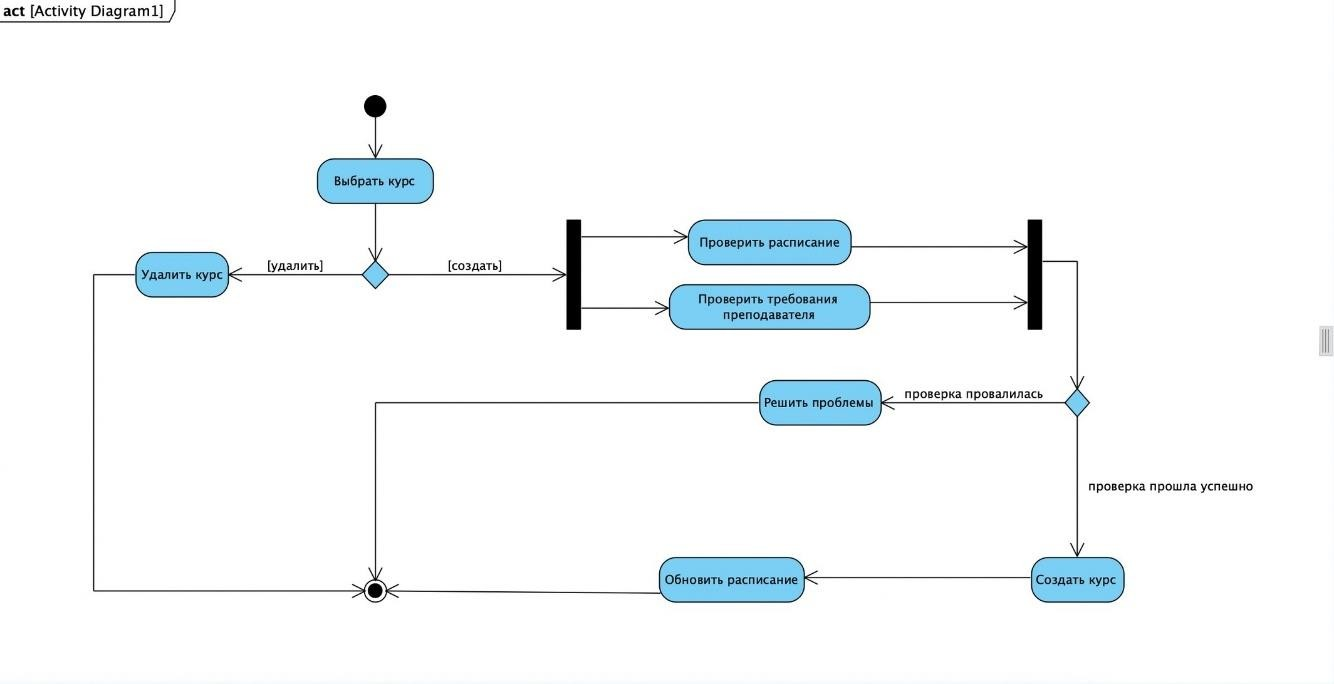 act [Activity Diagram1]
Выбрать курс
Проверить расписание
[удалить]
[создать]
Удалить курс
Проверить требования
преподавателя
проверка провалилась
Решить проблемы
проверка прошла успешно
Обновить расписание
Создать курс